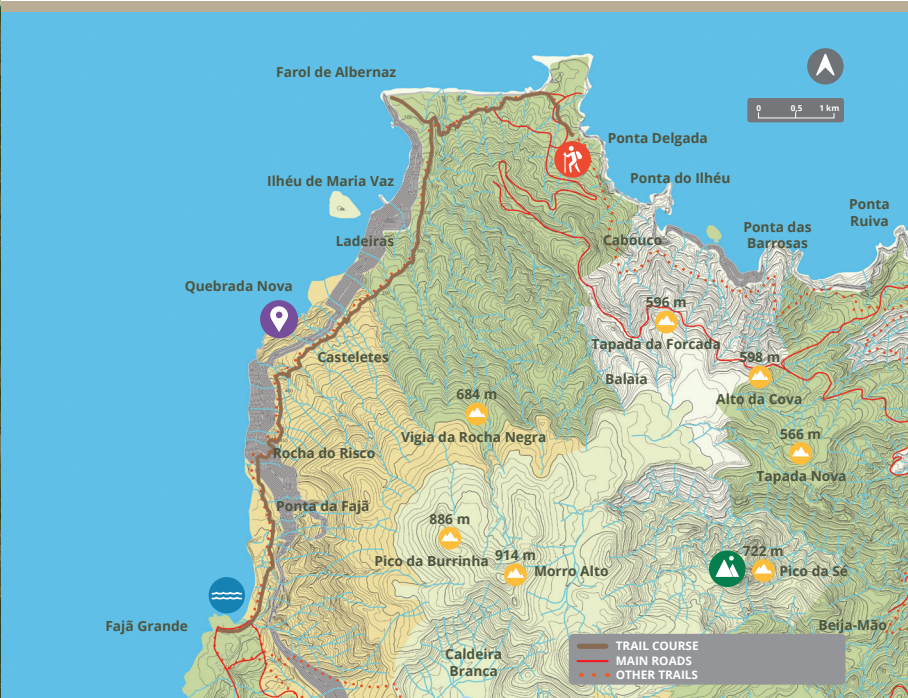 Farol de Albernaz
0 0,5 1 km
Ponta Delgada
Ilhéu de Maria Vaz
Ponta do Ilhéu
Ponta
Ruiva
Ponta das
Barrosas
Ladeiras
Cabouco
Quebrada Nova
596 m
Tapada da Forcada
Casteletes
598 m
Balaia
684 m
Alto da Cova
Vigia da Rocha Negra
566 m
Rocha do Risco
Tapada Nova
Ponta da Fajã
886 m
Pico da Burrinha
914 m
Morro Alto
722 m
Pico da Sé
Fajã Grande
Beija-Mão
Caldeira
Branca
TRAIL COURSE
MAIN ROADS
OTHER TRAILS